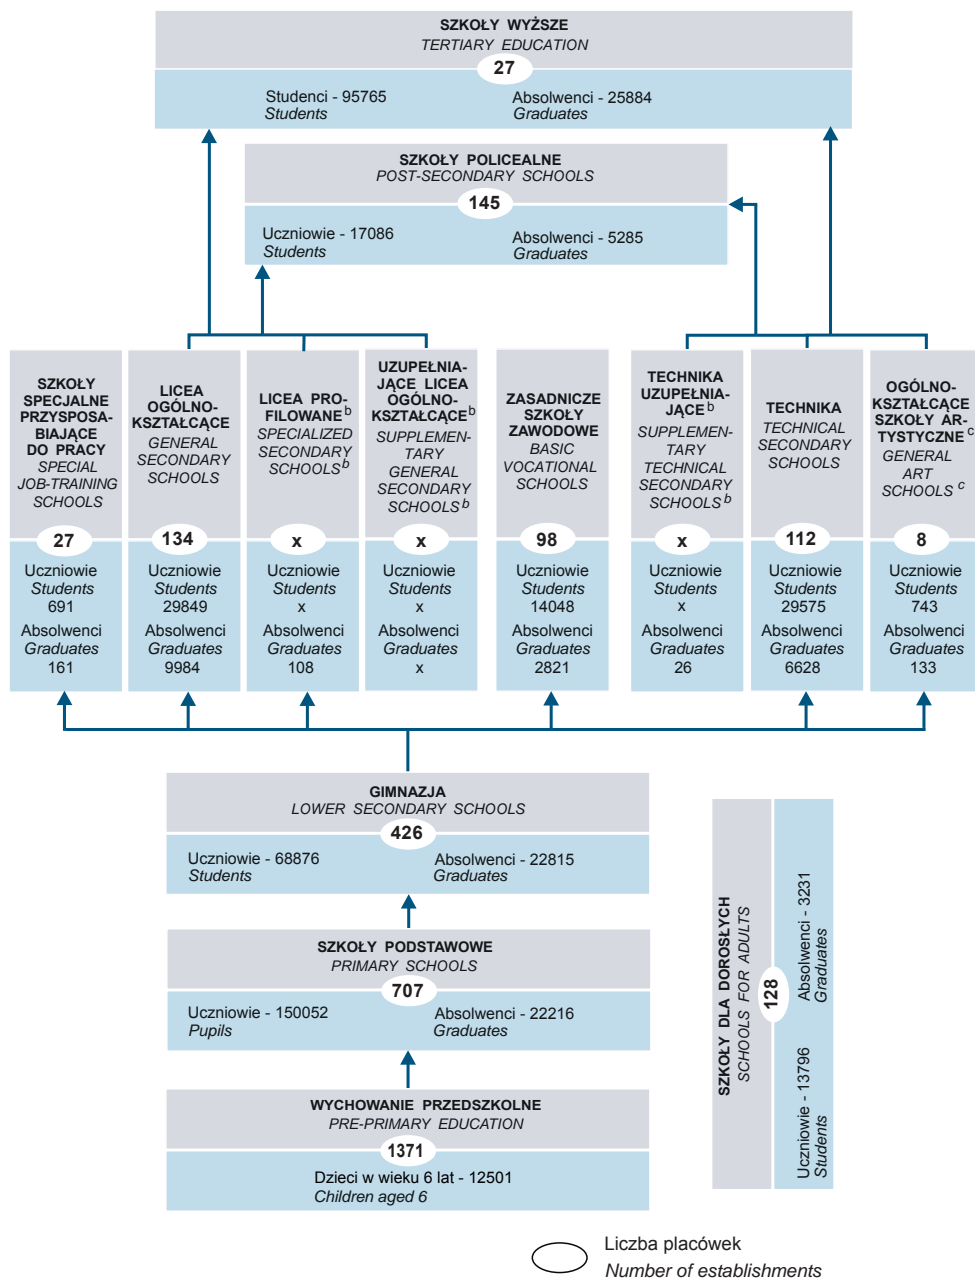 SZKOŁY WYŻSZE
TERTIARY EDUCATION
27
Studenci - 95765
Students
Absolwenci - 25884
Graduates
SZKOŁY POLICEALNE
POST-SECONDARY SCHOOLS
145
Uczniowie - 17086
Students
Absolwenci - 5285
Graduates
SZKOŁY
SPECJALNE
PRZYSPOSA-
BIAJĄCE
DO PRACY
SPECIAL
JOB-TRAINING
SCHOOLS
27
Uczniowie
Students
691
Absolwenci
Graduates
161
LICEA
OGÓLNO-
KSZTAŁCĄCE
GENERAL
SECONDARY
SCHOOLS
134
Uczniowie
Students
29849
Absolwenci
Graduates
9984
LICEA PRO-
FILOWANE b
SPECIALIZED
SECONDARY
SCHOOLS b
x
Uczniowie
Students
x
Absolwenci
Graduates
108
UZUPEŁNIA-
JĄCE LICEA
OGÓLNO-
KSZTAŁCĄCE b
SUPPLEMEN-
TARY
GENERAL
SECONDARY
SCHOOLS b
x
Uczniowie
Students
x
Absolwenci
Graduates
x
ZASADNICZE
SZKOŁY
ZAWODOWE
BASIC
VOCATIONAL
SCHOOLS
98
Uczniowie
Students
14048
Absolwenci
Graduates
2821
TECHNIKA
UZUPEŁNIA-
JĄCE b
SUPPLEMEN-
TARY
TECHNICAL
SECONDARY
SCHOOLS b
x
Uczniowie
Students
x
Absolwenci
Graduates
26
TECHNIKA
TECHNICAL
SECONDARY
SCHOOLS
112
Uczniowie
Students
29575
Absolwenci
Graduates
6628
OGÓLNO-
KSZTAŁCĄCE
SZKOŁY AR-
TYSTYCZNE c
GENERAL
ART
SCHOOLS c
8
Uczniowie
Students
743
Absolwenci
Graduates
133
GIMNAZJA
LOWER SECONDARY SCHOOLS
426
Uczniowie - 68876
Students
Absolwenci - 22815
Graduates
SZKOŁY PODSTAWOWE
PRIMARY SCHOOLS
707
Uczniowie - 150052
Pupils
Absolwenci - 22216
Graduates
WYCHOWANIE PRZEDSZKOLNE
PRE-PRIMARY EDUCATION
1371
Dzieci w wieku 6 lat - 12501
Children aged 6
SZKOŁY DLA DOROSŁYCH
SCHOOLS FOR ADULTS
128
Uczniowie - 13796
Students
Absolwenci - 3231
Graduates
Liczba placówek
Number of establishments